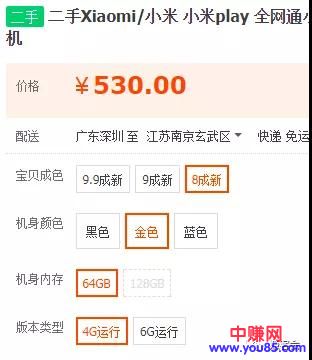 二手 二手Xiaomi/小米 小米play 全网通小
机
价格 ¥530.00
配送 广东深圳 至 江苏南京玄武区 快递 免运
宝贝成色 9.9成新 9成新 8成新
机身颜色 黑色 金色 蓝色
机身内存 64GB 128GB
版本类型 4G运行 6G运行
中赚网
www.you85.com